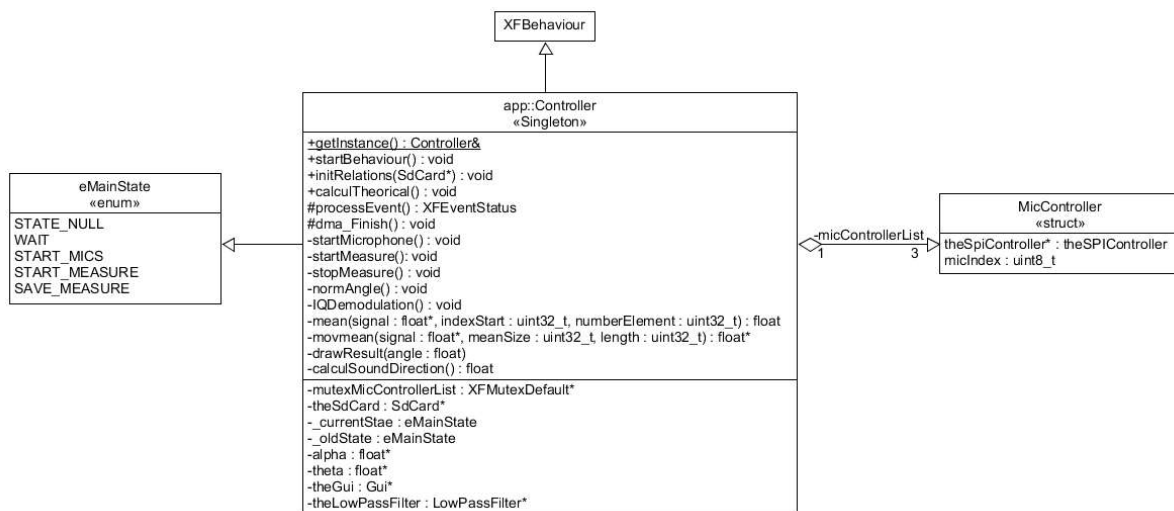 XFBehaviour
app::Controller
«Singleton»
+getInstance() : Controller&
+startBehaviour() : void
+initRelations(SdCard*) : void
+calculTheorical() : void
#processEvent() : XFEventStatus
#dma_Finish() : void
-startMicrophone() : void
-startMeasure() : void
-stopMeasure() : void
-normAngle() : void
-IQDemodulation() : void
-mean(signal : float*, indexStart : uint32_t, numberElement : uint32_t) : float
-movmean(signal : float*, meanSize : uint32_t, length : uint32_t) : float*
-drawResult(angle : float)
-calculSoundDirection() : float
-mutexMicControllerList : XFMutexDefault*
-theSdCard : SdCard*
-_currentStae : eMainState
-_oldState : eMainState
-alpha : float*
-theta : float*
-theGui : Gui*
-theLowPassFilter : LowPassFilter*
eMainState
«enum»
STATE_NULL
WAIT
START_MICS
START_MEASURE
SAVE_MEASURE
-micControllerList
1
3
MicController
«struct»
theSpiController* : theSPIController
micIndex : uint8_t